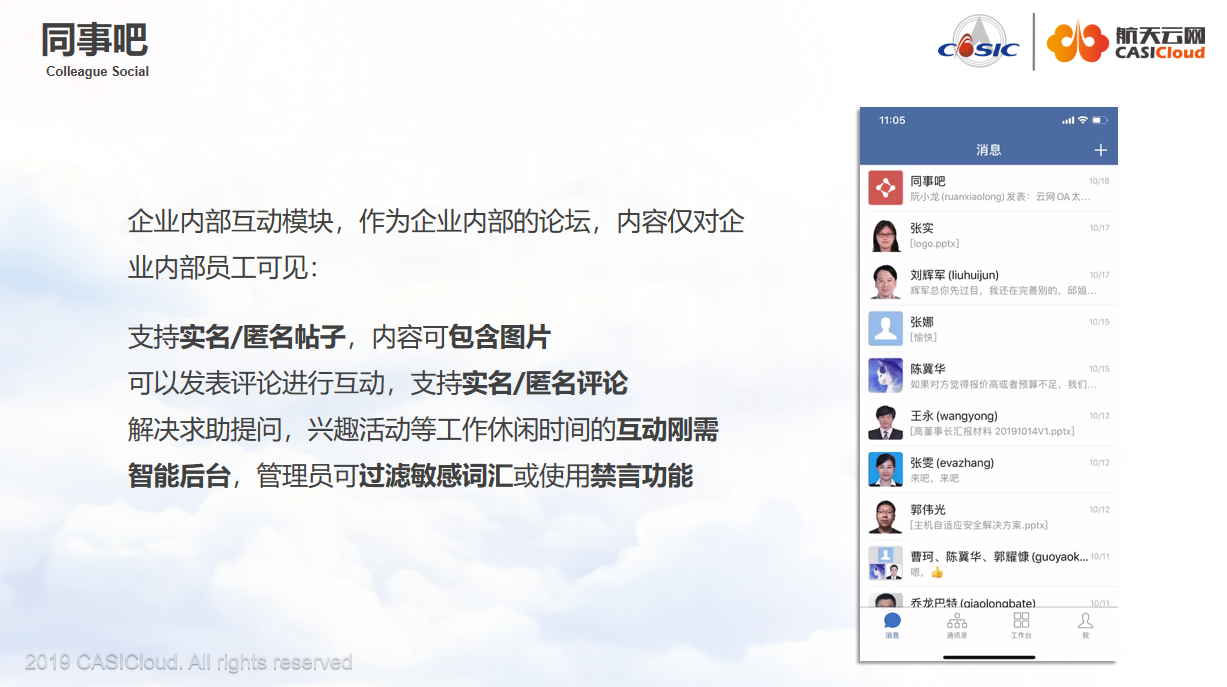 同事吧
Colleague Social
CASIC
航天云网
CASICloud
企业内部互动模块，作为企业内部的论坛，内容仅对企
业内部员工可见：
支持实名/匿名帖子，内容可包含图片
可以发表评论进行互动，支持实名/匿名评论
解决求助提问，兴趣活动等工作休闲时间的互动刚需
智能后台，管理员可过滤敏感词汇或使用禁言功能
11:05
消息
同事吧 10/18
阮小龙(ruanxiaolong)发表：云网OA太...
张实 10/17
[logo.pptx]
刘辉军(liuhuijun) 10/17
辉军总你先过目，我还在完善别的，邱姐...
张娜 10/15
[愉快]
陈冀华 10/15
如果对方觉得报价高或者预算不足，我们...
王永(wangyong) 10/12
[高董事长汇报材料 20191014V1.pptx]
张雯(evazhang) 10/12
来吧，来吧
郭伟光 10/12
[主机自适应安全解决方案.pptx]
曹珂、陈冀华、郭耀慷(guoyaok... 10/11
嗯，👍
乔龙巴特(qiaolongbate) 10/11
消息 通讯录 工作台 我
2019 CASICloud. All rights reserved